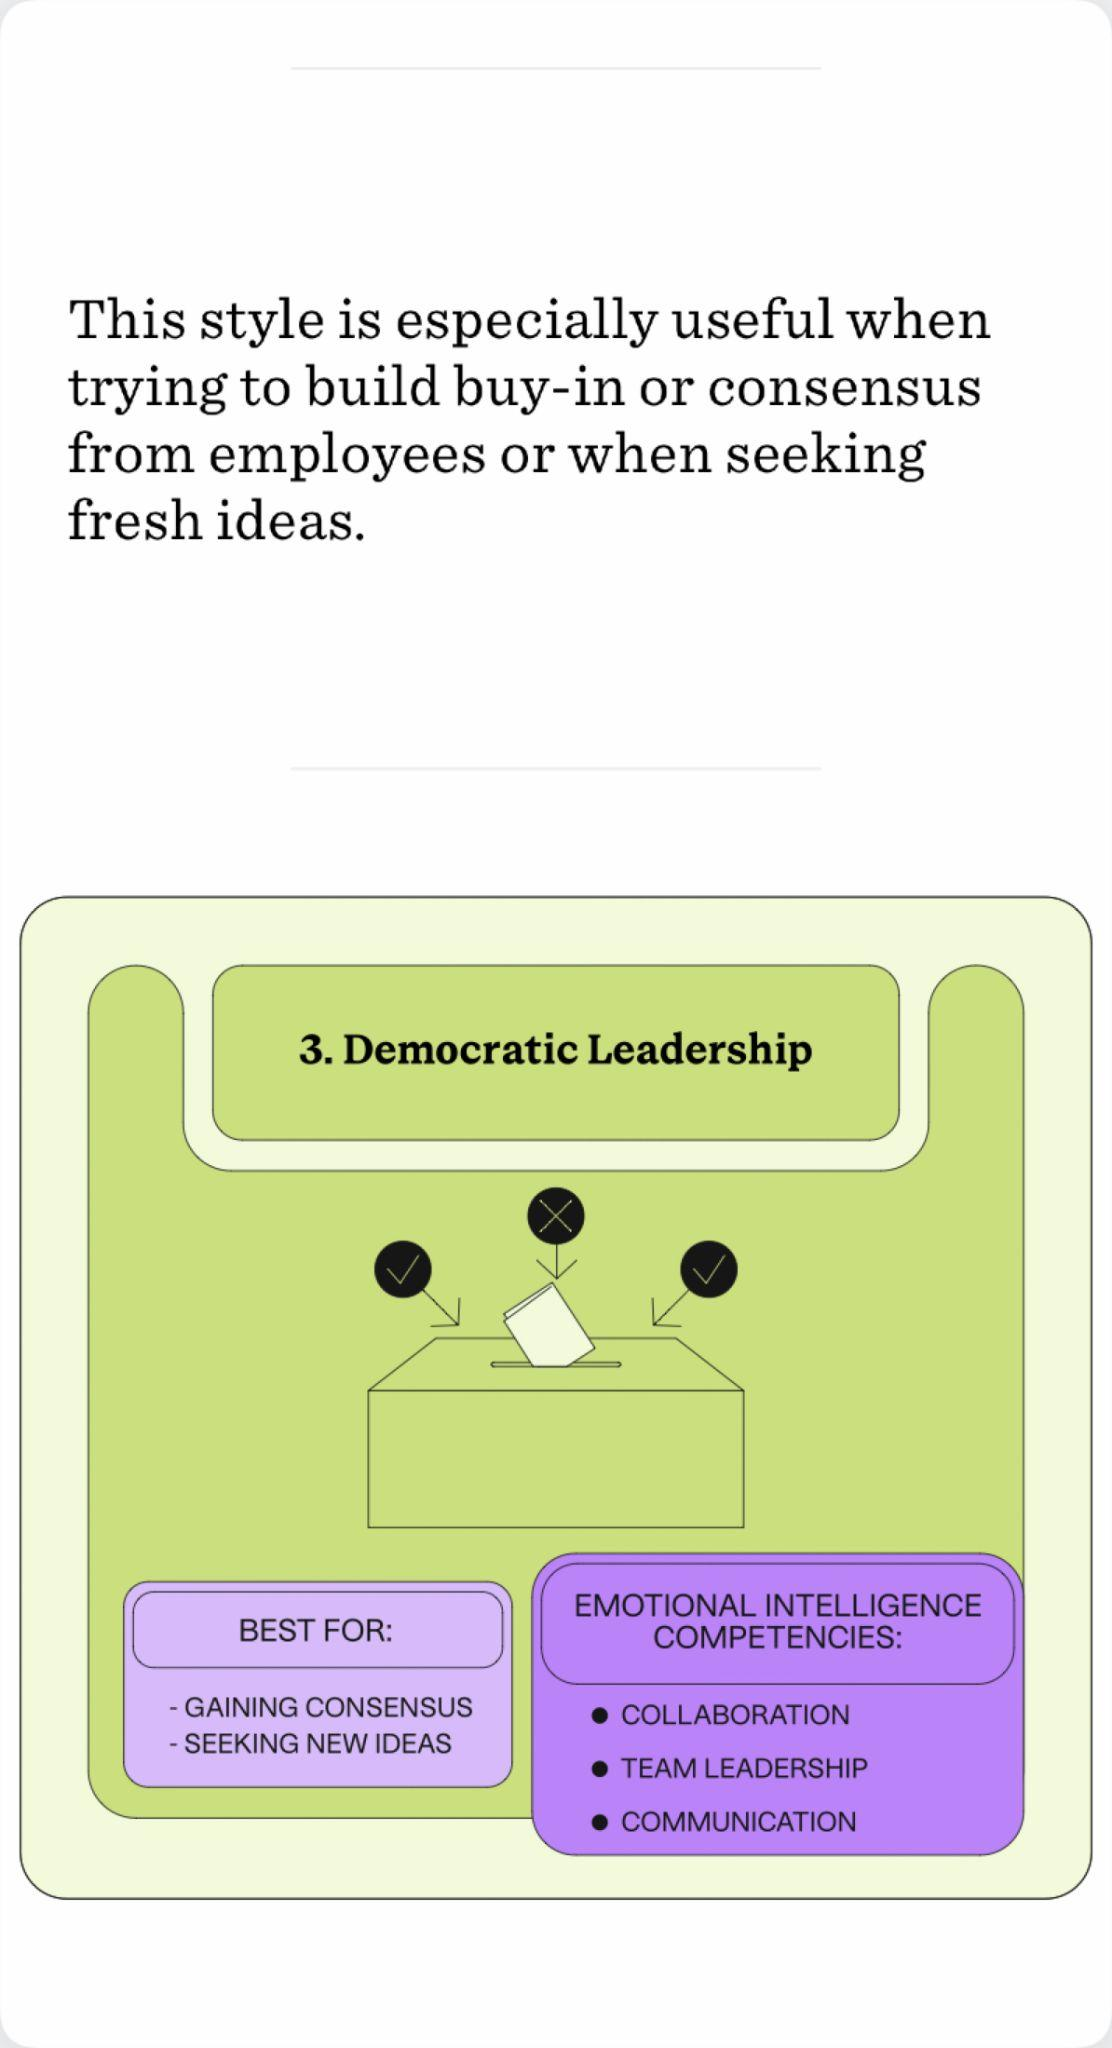 This style is especially useful when
trying to build buy-in or consensus
from employees or when seeking
fresh ideas.
3. Democratic Leadership
BEST FOR:
- GAINING CONSENSUS
- SEEKING NEW IDEAS
EMOTIONAL INTELLIGENCE
COMPETENCIES:
● COLLABORATION
● TEAM LEADERSHIP
● COMMUNICATION